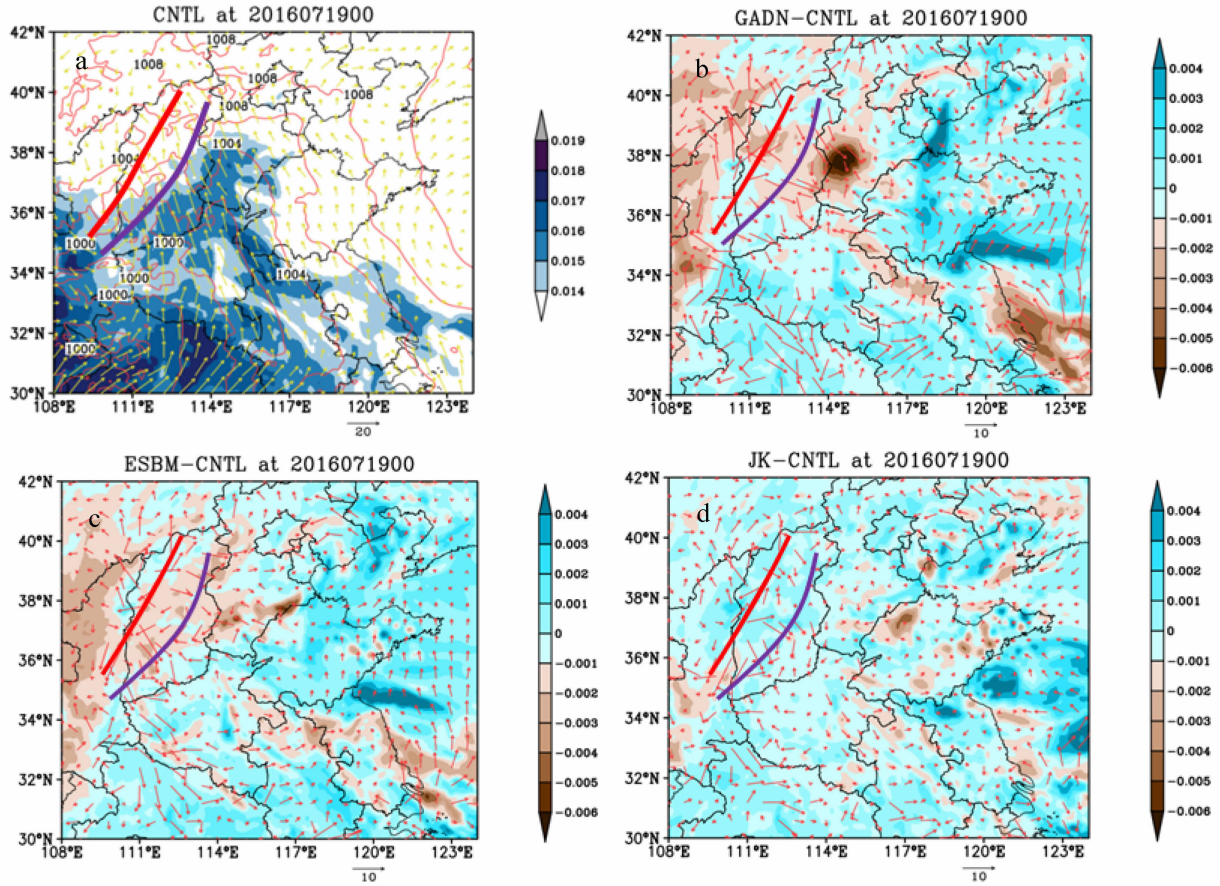 CNTL at 2016071900
a
42°N
40°N
38°N
36°N
34°N
32°N
30°N
108°E
111°E
114°E
117°E
120°E
123°E
20
1008
1008
1008
1008
1008
1004
1004
1000
1000
1000
1000
1004
1000
0.019
0.018
0.017
0.016
0.015
0.014
GADN-CNTL at 2016071900
b
42°N
40°N
38°N
36°N
34°N
32°N
30°N
108°E
111°E
114°E
117°E
120°E
123°E
10
0.004
0.003
0.002
0.001
0
-0.001
-0.002
-0.003
-0.004
-0.005
-0.006
ESBM-CNTL at 2016071900
c
42°N
40°N
38°N
36°N
34°N
32°N
30°N
108°E
111°E
114°E
117°E
120°E
123°E
10
0.004
0.003
0.002
0.001
0
-0.001
-0.002
-0.003
-0.004
-0.005
-0.006
JK-CNTL at 2016071900
d
42°N
40°N
38°N
36°N
34°N
32°N
30°N
108°E
111°E
114°E
117°E
120°E
123°E
10
0.004
0.003
0.002
0.001
0
-0.001
-0.002
-0.003
-0.004
-0.005
-0.006